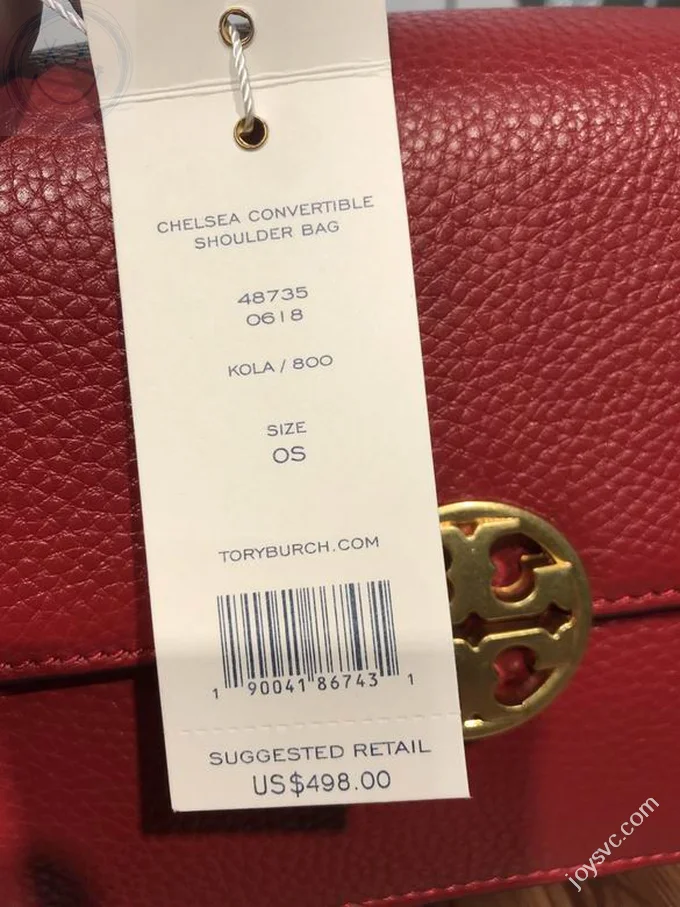 CHELSEA CONVERTIBLE
SHOULDER BAG
48735
0618
KOLA / 800
SIZE
OS
TORYBURCH.COM
1 90041 86743 1
SUGGESTED RETAIL
US$498.00
joysvc.com